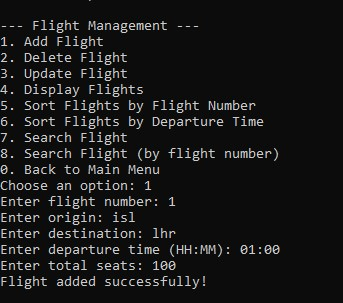 --- Flight Management ---
1. Add Flight
2. Delete Flight
3. Update Flight
4. Display Flights
5. Sort Flights by Flight Number
6. Sort Flights by Departure Time
7. Search Flight
8. Search Flight (by flight number)
0. Back to Main Menu
Choose an option: 1
Enter flight number: 1
Enter origin: isl
Enter destination: lhr
Enter departure time (HH:MM): 01:00
Enter total seats: 100
Flight added successfully!